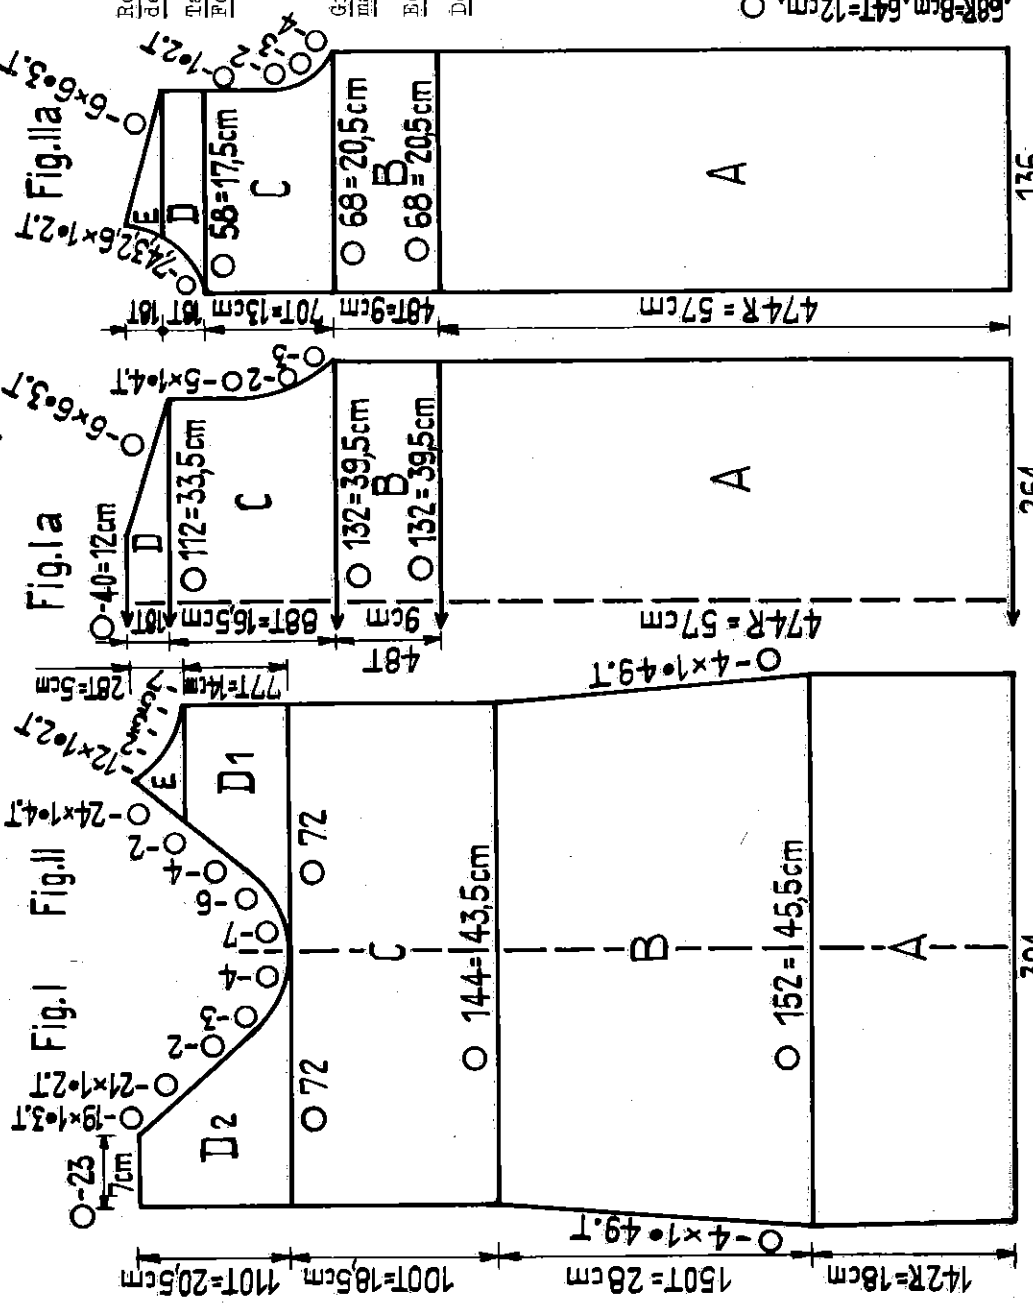 Fig.I
Fig.II
Fig.Ia
Fig.IIa
-23
7cm
-19×1•3.T
-21×1•2.T
-2
-3
-4
-7
-6
-4
-2
-24×1•4.T
-12×1•2.T
28T=5cm
77T=14cm
110T=20,5cm
D2
D1
E
72
72
100T=18,5cm
C
144=43,5cm
-4×1•49.T
-4×1•49.T
150T=28cm
B
152=45,5cm
142R=18cm
A
-40=12cm
-6×6•3.T
18T
D
112=33,5cm
-5×1•4.T
-2
-5
88T=16,5cm
C
132=39,5cm
48T
9cm
B
132=39,5cm
474R=57cm
A
-6×6•3.T
-7,4,3,2,6×1•2.T
18T
16T
E
D
58=17,5cm
-1•2.T
-2
-3
-4
70T=13cm
C
68=20,5cm
48T=9cm
B
68=20,5cm
474R=57cm
A
136
68R=8cm, 64T=12cm.